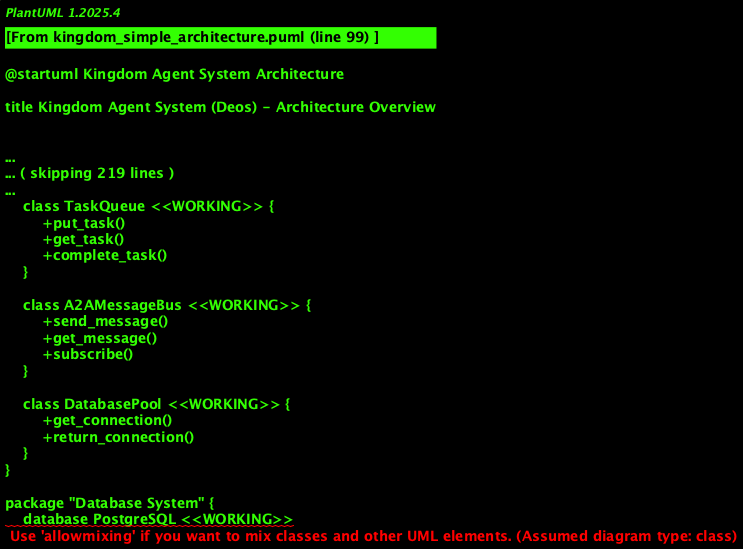 PlantUML 1.2025.4
[From kingdom_simple_architecture.puml (line 99) ]
@startuml Kingdom Agent System Architecture
title Kingdom Agent System (Deos) - Architecture Overview
...
... ( skipping 219 lines )
...
class TaskQueue <<WORKING>> {
+put_task()
+get_task()
+complete_task()
}
class A2AMessageBus <<WORKING>> {
+send_message()
+get_message()
+subscribe()
}
class DatabasePool <<WORKING>> {
+get_connection()
+return_connection()
}
}
package "Database System" {
database PostgreSQL <<WORKING>>
Use 'allowmixing' if you want to mix classes and other UML elements. (Assumed diagram type: class)